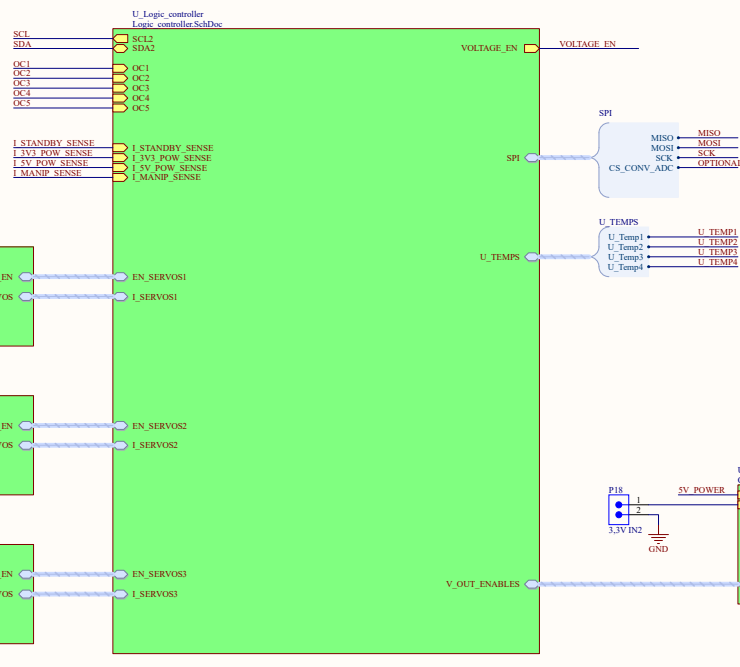 U_Logic_controller
Logic_controller.SchDoc
SCL
SCL2
SDA
SDA2
VOLTAGE_EN
VOLTAGE_EN
OC1
OC1
OC2
OC2
OC3
OC3
OC4
OC4
OC5
OC5
SPI
MISO
MISO
MOSI
MOSI
SCK
SCK
CS_CONV_ADC
OPTIONAL
I_STANDBY_SENSE
I_STANDBY_SENSE
I_3V3_POW_SENSE
I_3V3_POW_SENSE
I_5V_POW_SENSE
I_5V_POW_SENSE
I_MANIP_SENSE
I_MANIP_SENSE
SPI
U_TEMPS
U_TEMPS
U_Temp1
U_TEMP1
U_Temp2
U_TEMP2
U_Temp3
U_TEMP3
U_Temp4
U_TEMP4
EN
EN_SERVOS1
VOS
I_SERVOS1
EN
EN_SERVOS2
VOS
I_SERVOS2
P18
5V_POWER
1
2
3,3V IN2
GND
EN
EN_SERVOS3
VOS
I_SERVOS3
V_OUT_ENABLES